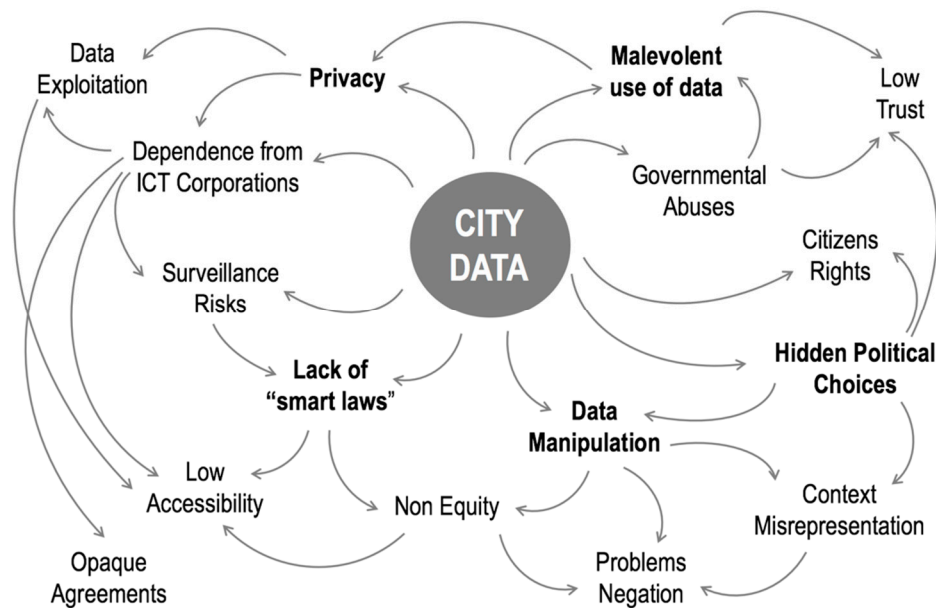 Data
Exploitation
Privacy
Malevolent
use of data
Low
Trust
Dependence from
ICT Corporations
Governmental
Abuses
CITY
DATA
Citizens
Rights
Surveillance
Risks
Hidden Political
Choices
Lack of
“smart laws”
Data
Manipulation
Low
Accessibility
Non Equity
Context
Misrepresentation
Opaque
Agreements
Problems
Negation